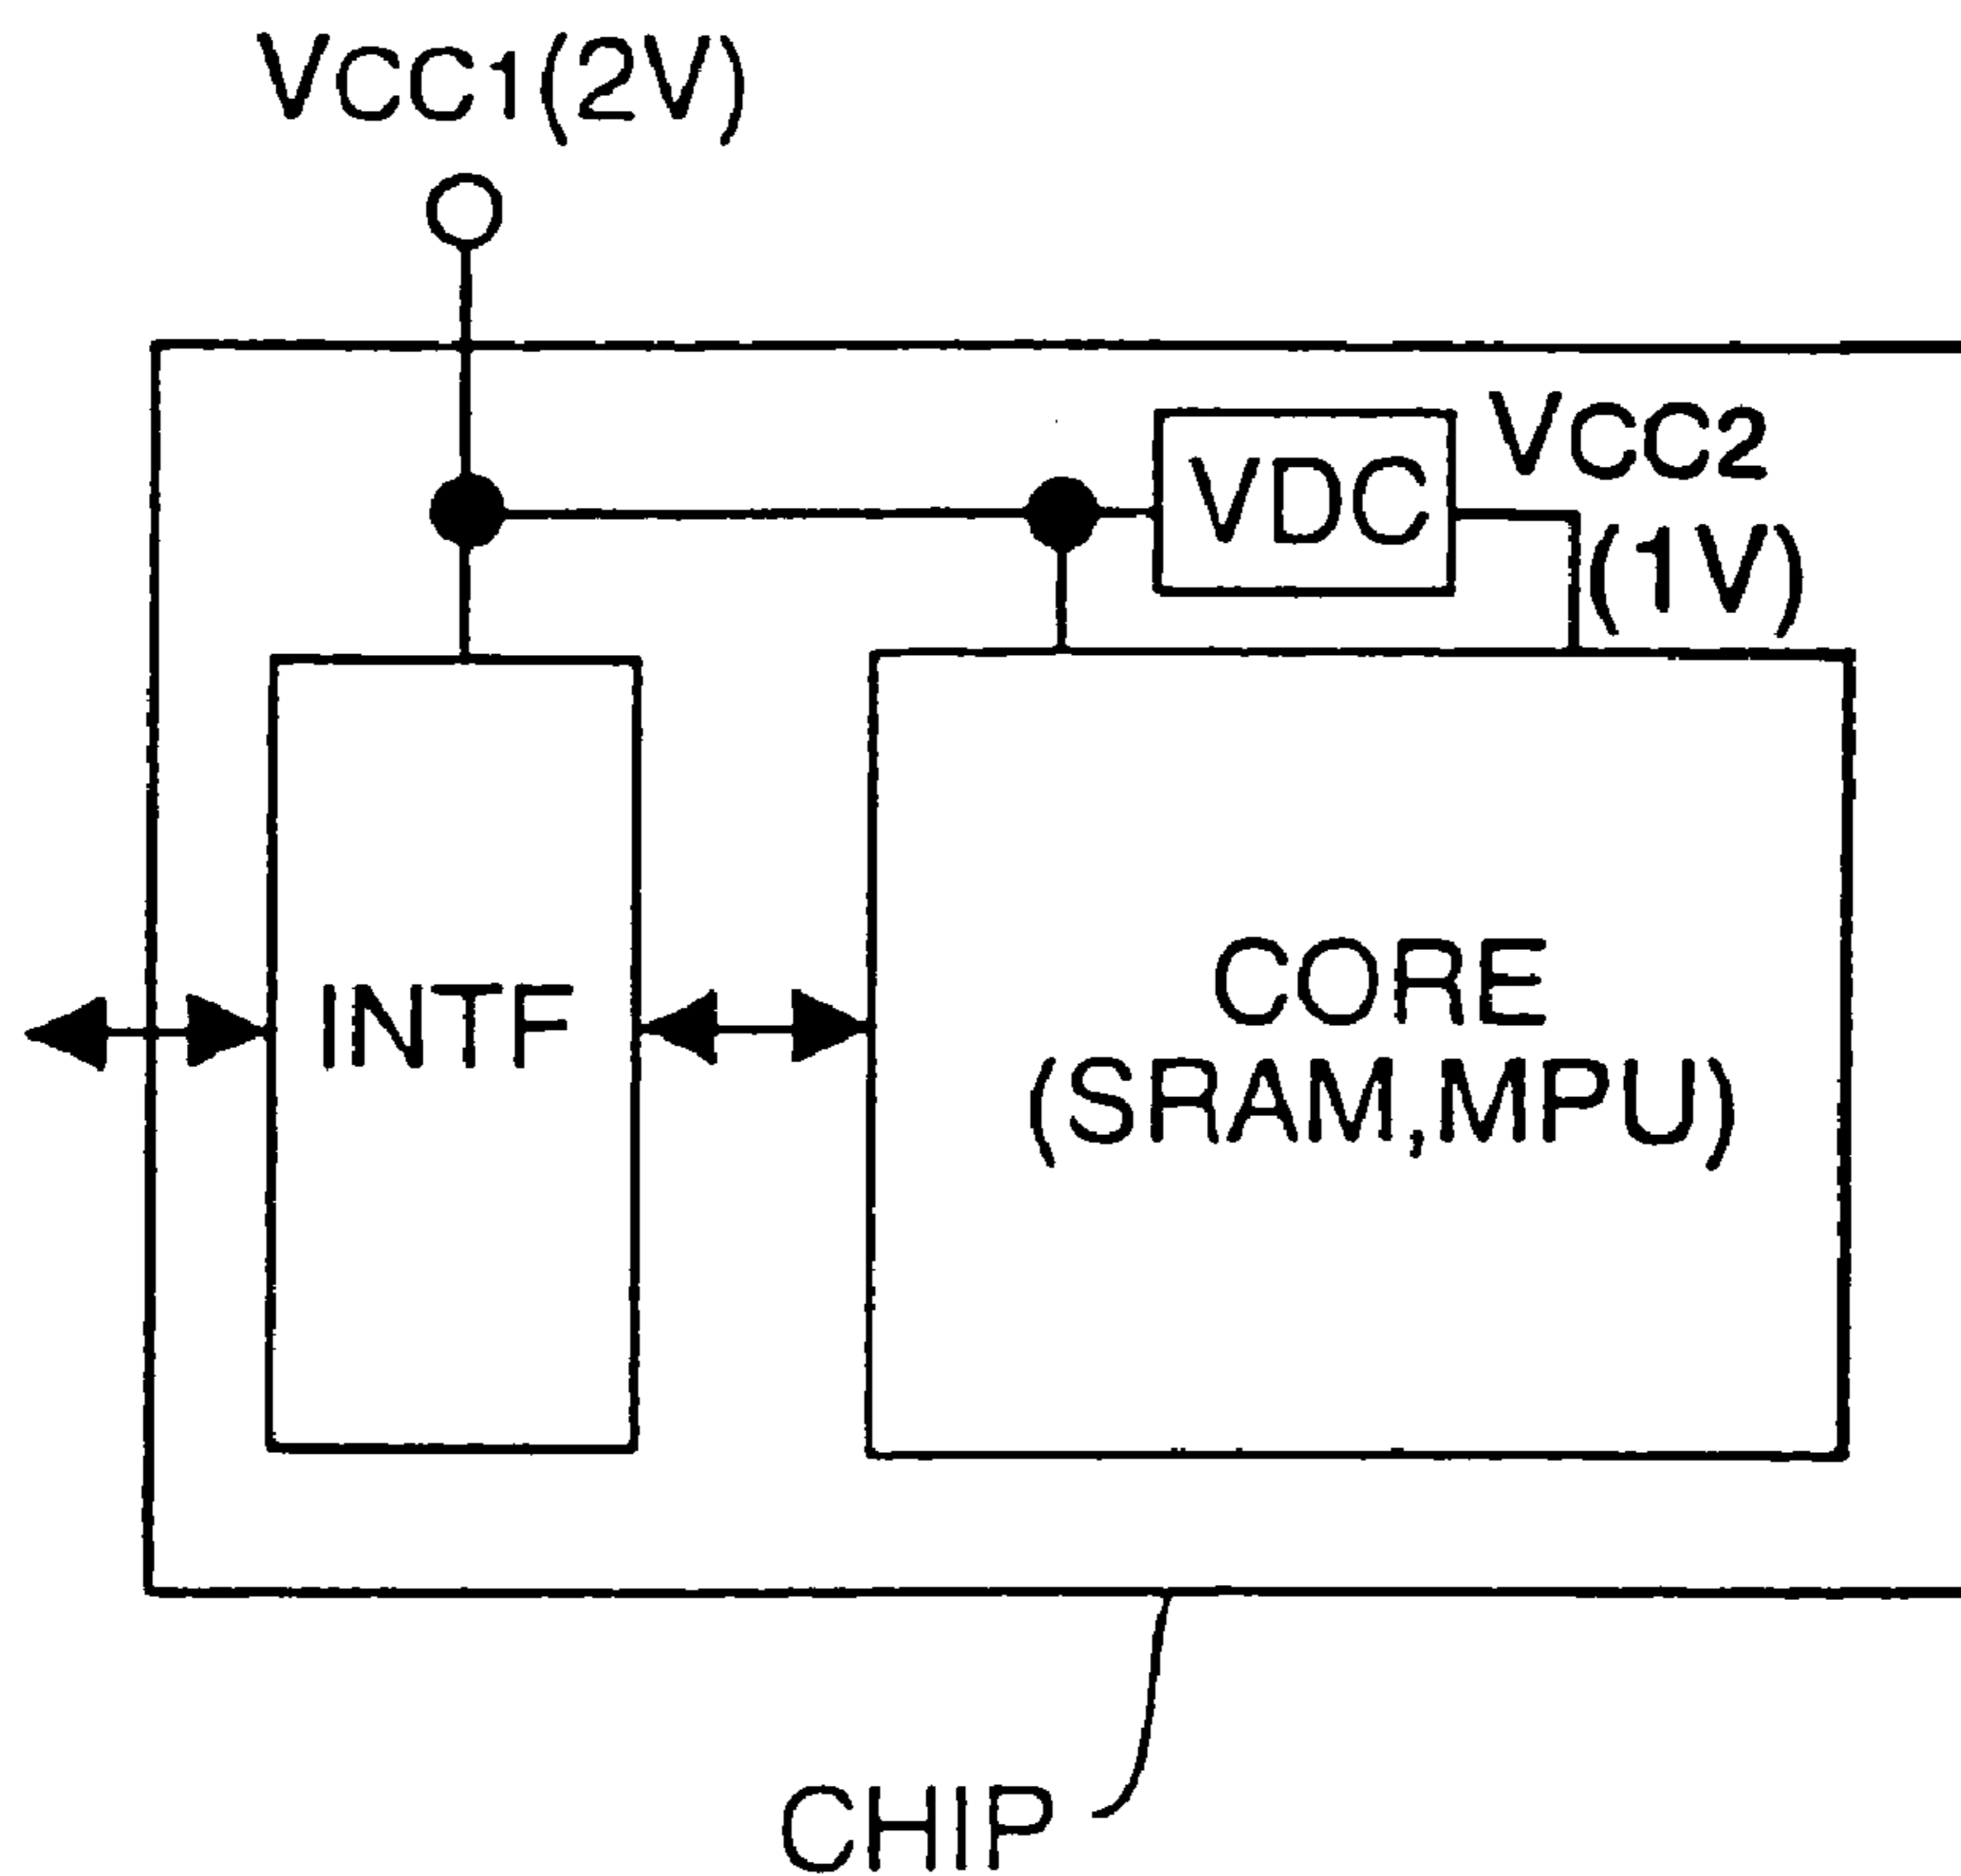 VCC1(2V)
VDC
VCC2
(1V)
INTF
CORE
(SRAM,MPU)
CHIP